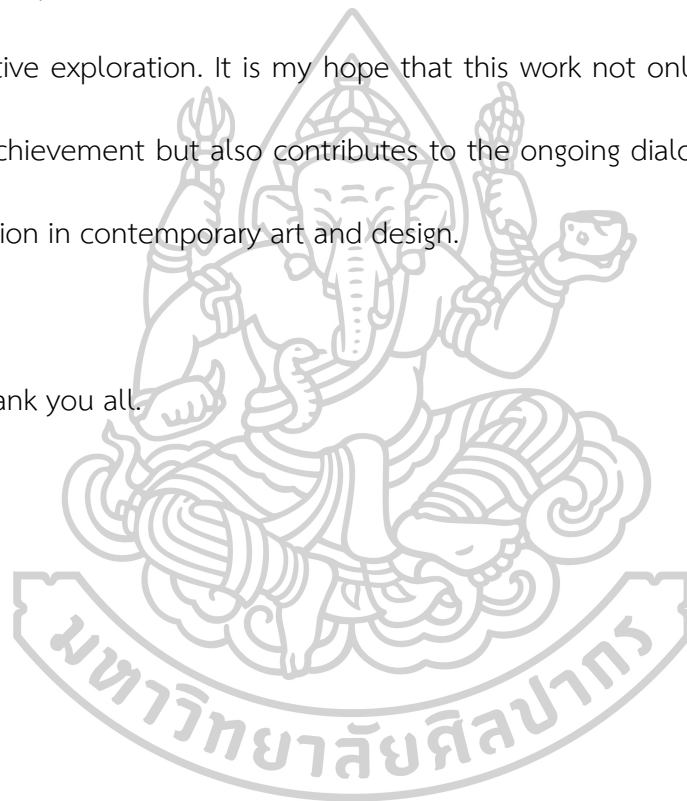 tive exploration. It is my hope that this work not onl
chievement but also contributes to the ongoing dialo
ion in contemporary art and design.
ank you all.
มหาวิทยาลัยศิลปากร